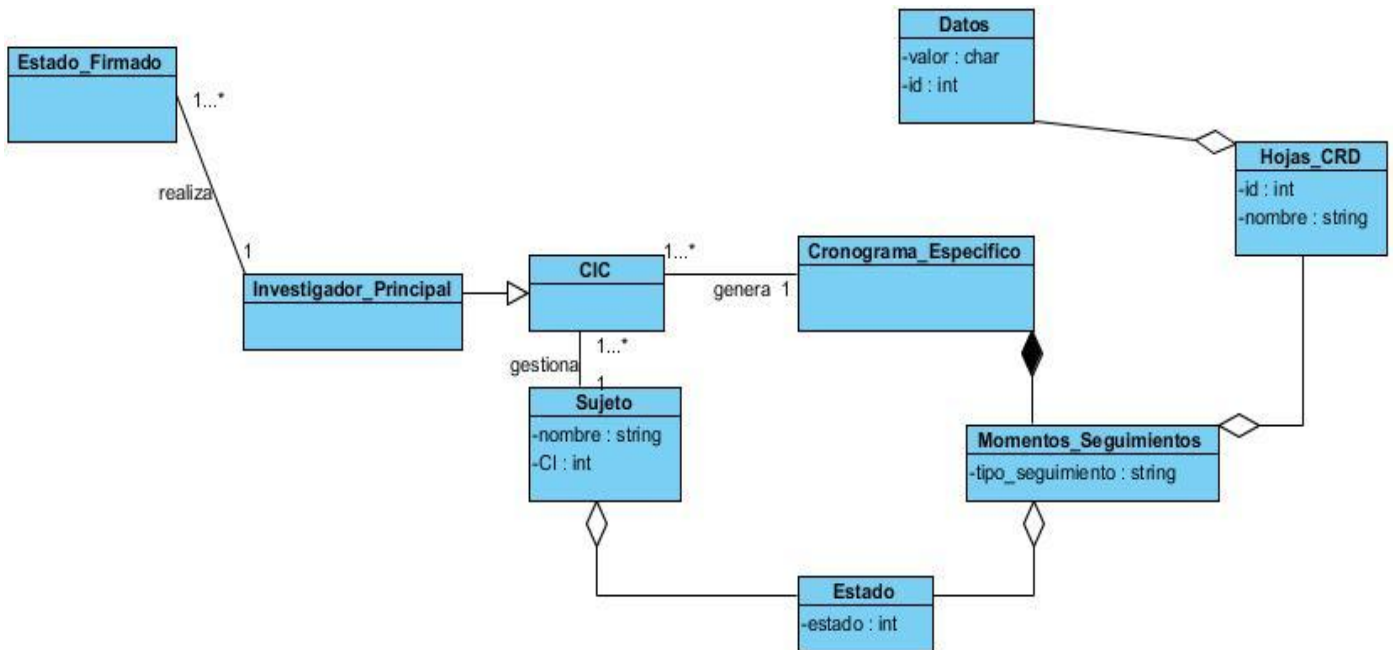 Datos
-valor : char
-id : int
Estado_Firmado
1...*
realiza
1
Hojas_CRD
-id : int
-nombre : string
Investigador_Principal
CIC
1...*
genera 1
Cronograma_Especifico
1...*
gestiona
1
Sujeto
-nombre : string
-CI : int
Momentos_Seguimientos
-tipo_seguimiento : string
Estado
-estado : int